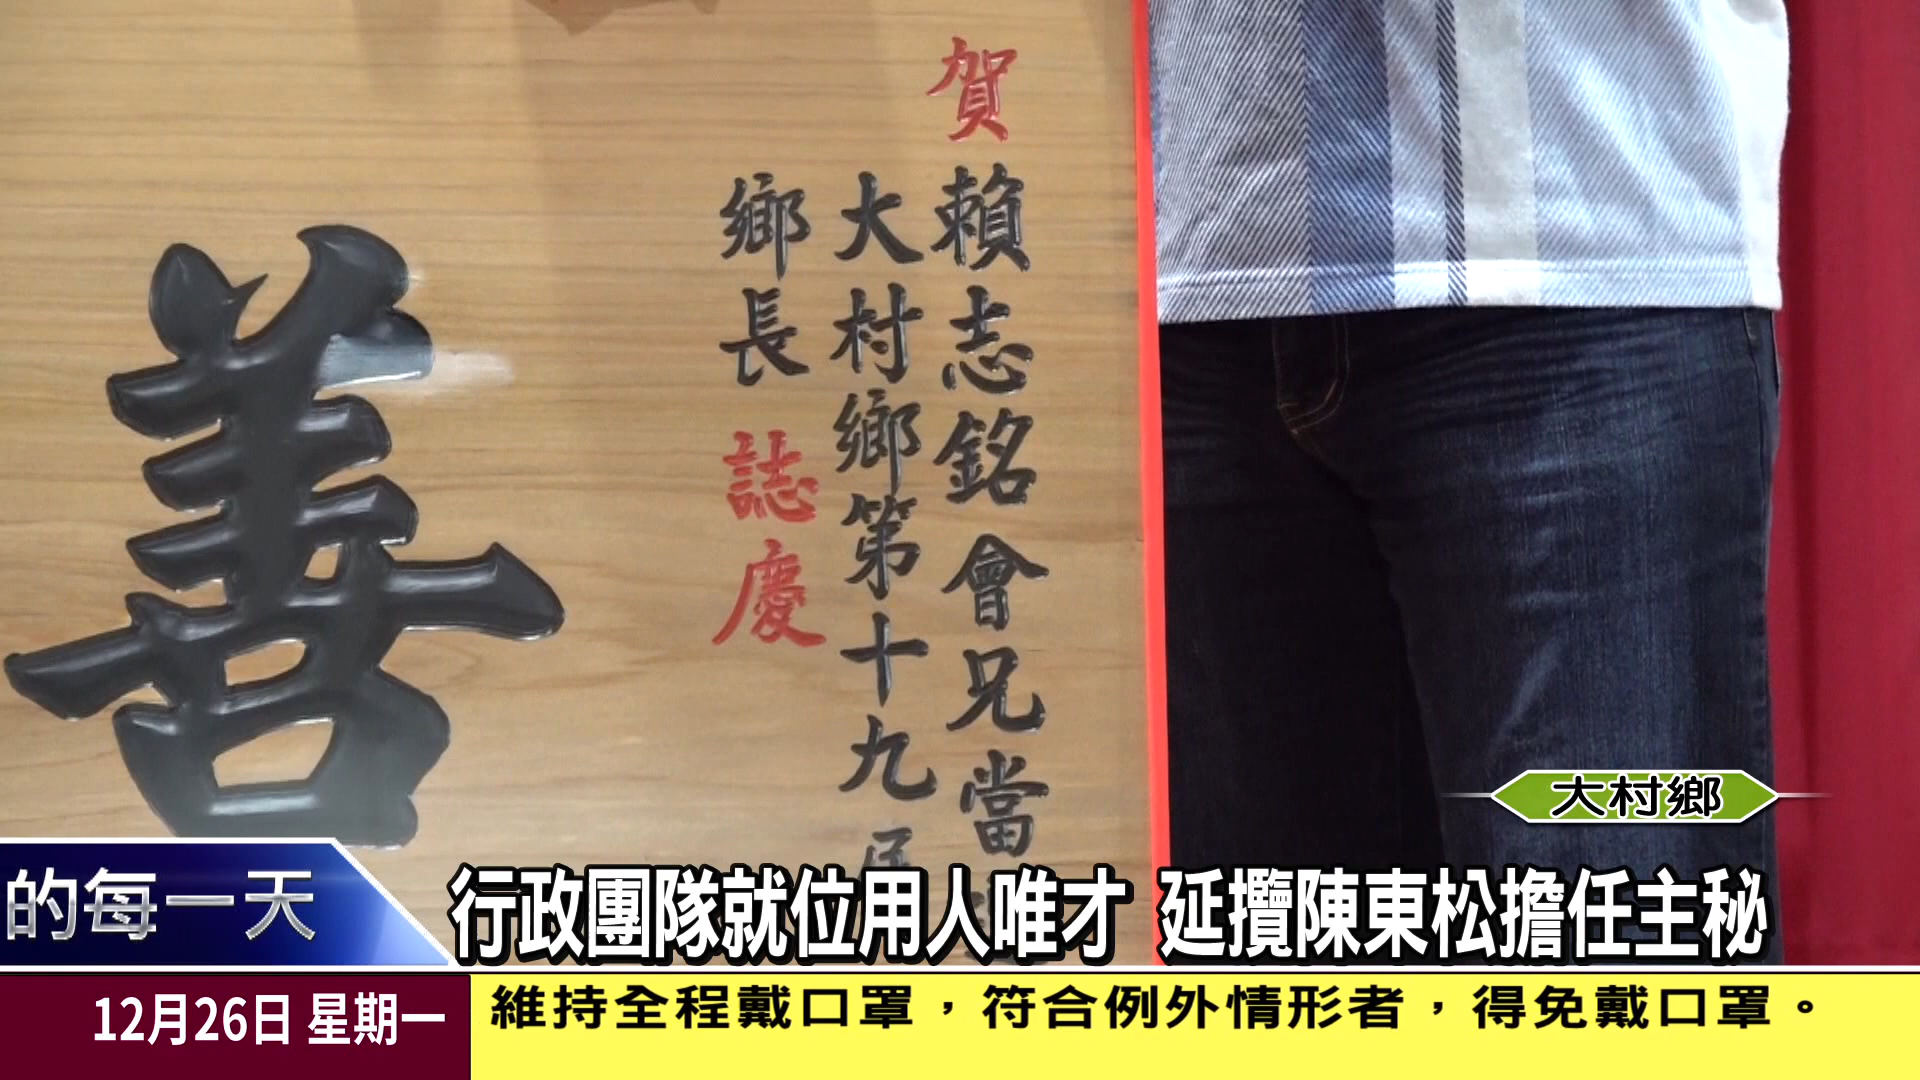 賀賴志銘會兄當
大村鄉第十九屆
鄉長誌慶
善
大村鄉
的每一天
行政團隊就位用人唯才 延攬陳東松擔任主秘
12月26日 星期一
維持全程戴口罩，符合例外情形者，得免戴口罩。